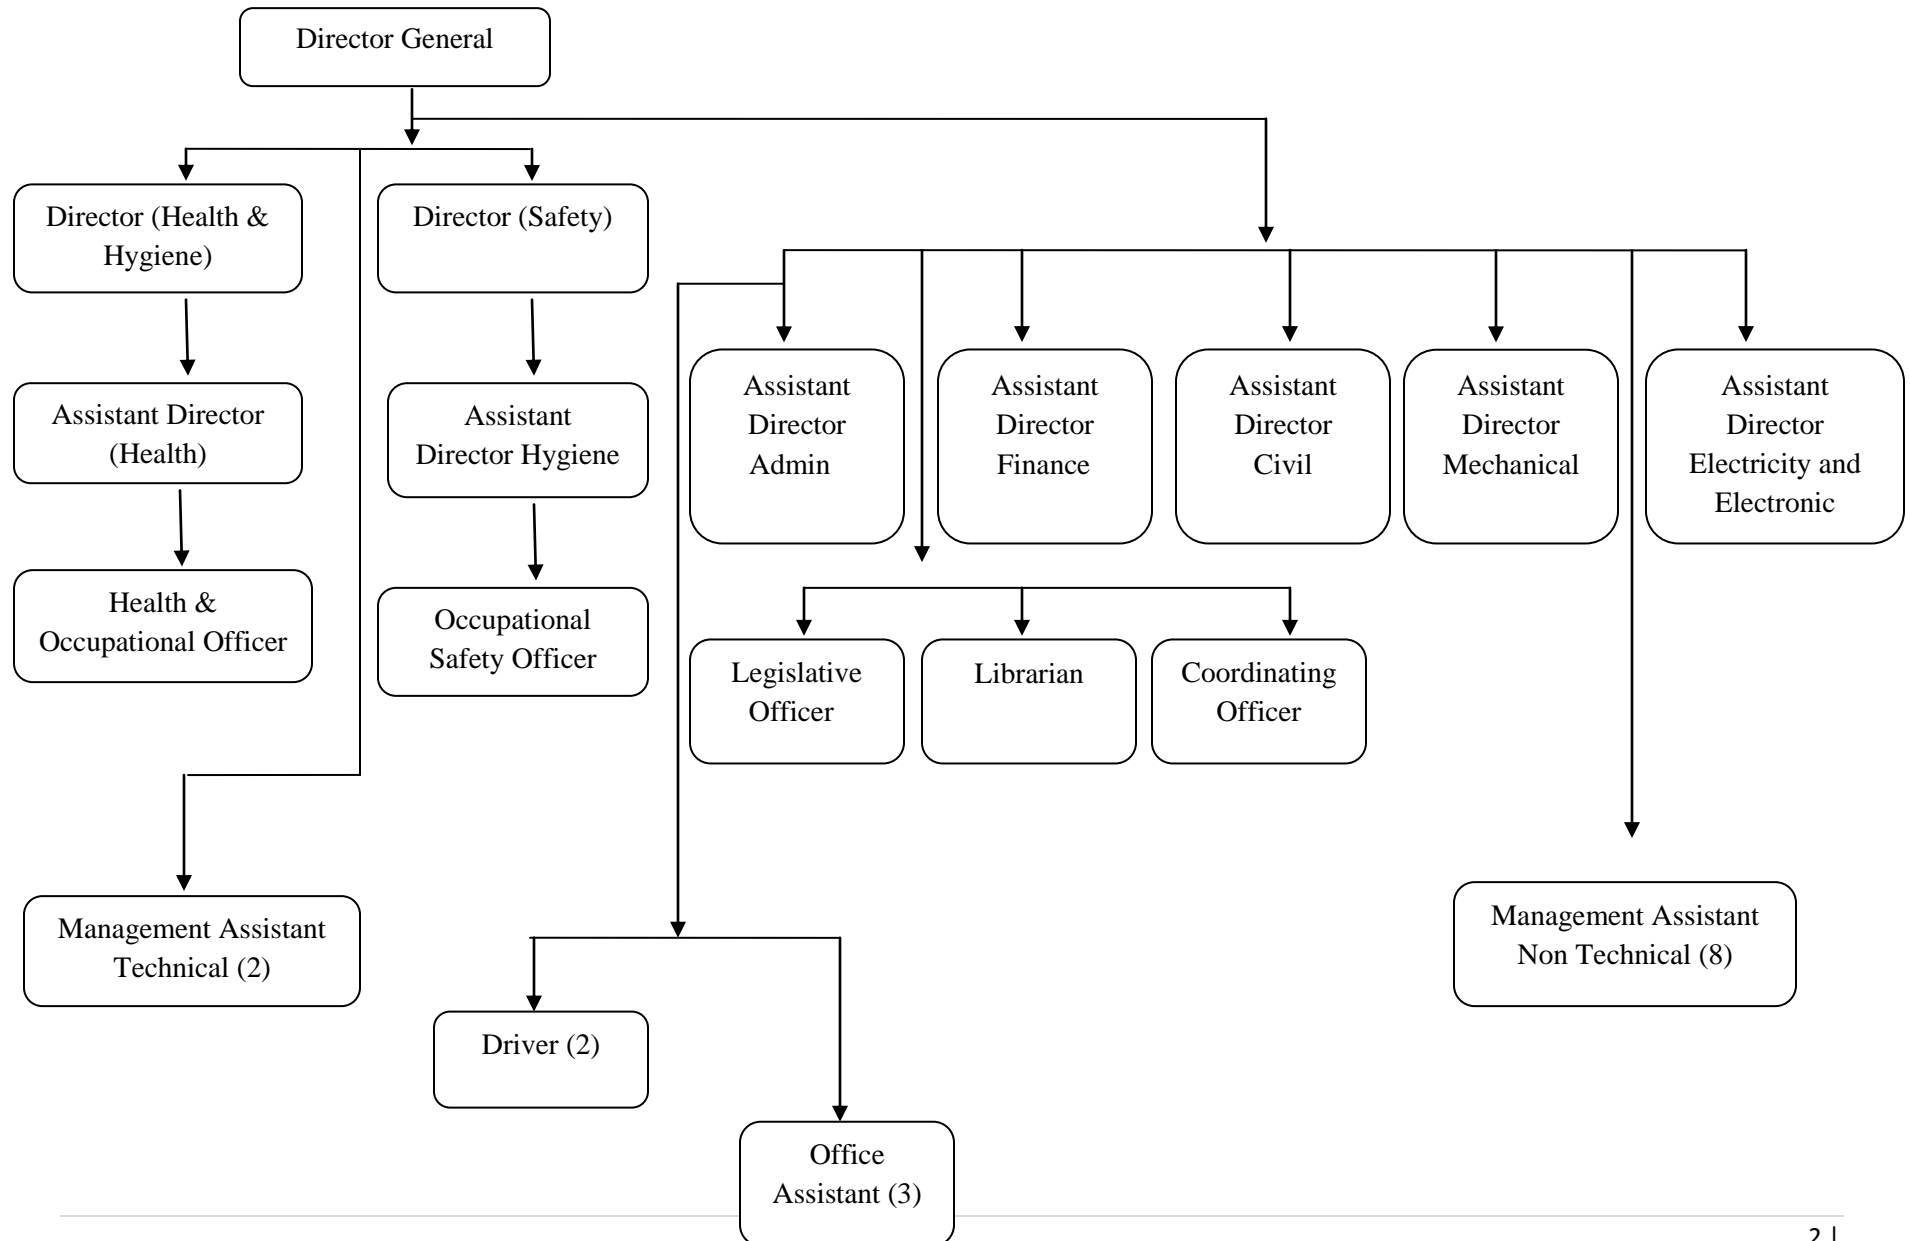 Director General
Director (Health &
Hygiene)
Director (Safety)
Assistant Director
(Health)
Assistant
Director Hygiene
Assistant
Director
Admin
Assistant
Director
Finance
Assistant
Director
Civil
Assistant
Director
Mechanical
Assistant
Director
Electricity and
Electronic
Health &
Occupational Officer
Occupational
Safety Officer
Legislative
Officer
Librarian
Coordinating
Officer
Management Assistant
Technical (2)
Management Assistant
Non Technical (8)
Driver (2)
Office
Assistant (3)
2 |